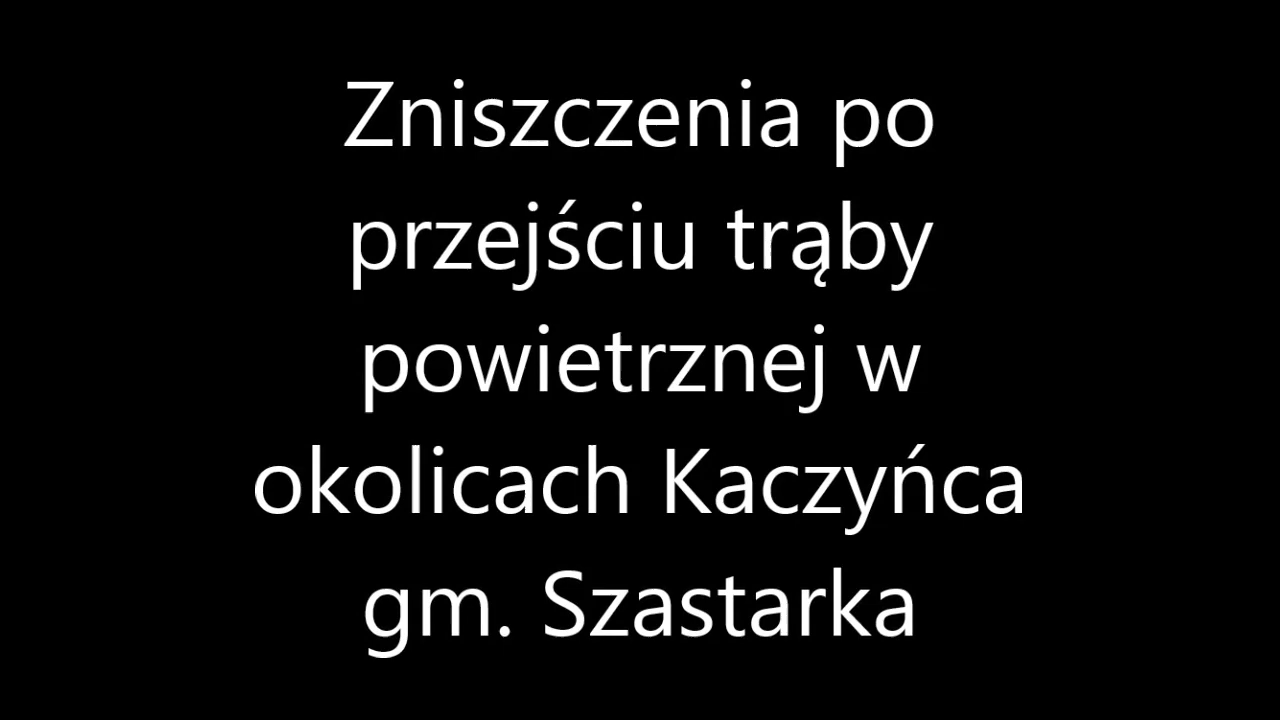 Zniszczenia po
przejściu trąby
powietrznej w
okolicach Kaczyńca
gm. Szastarka